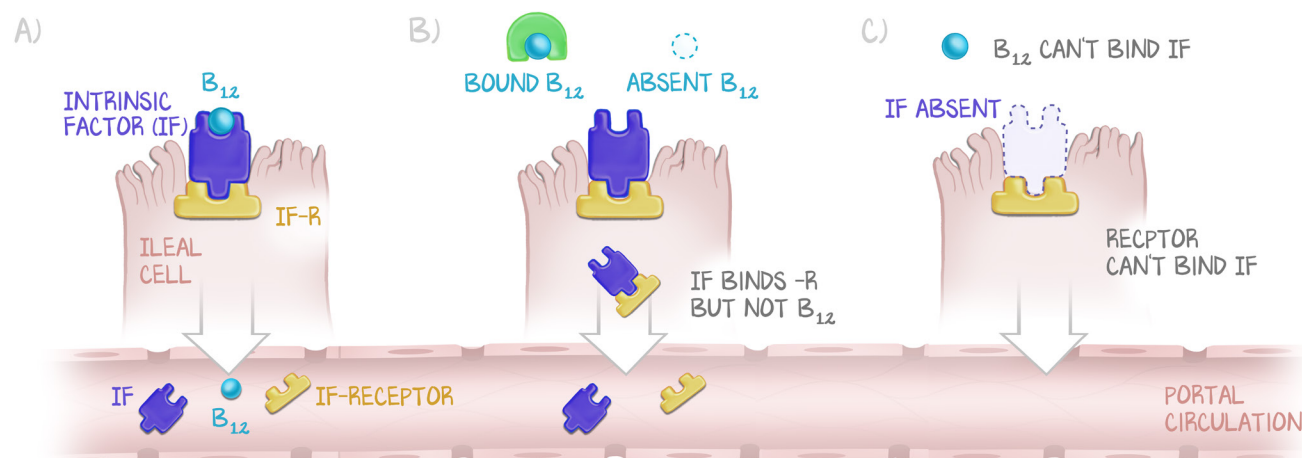 A)
B₁₂
INTRINSIC
FACTOR (IF)
IF-R
ILEAL
CELL
IF
B₁₂
IF-RECEPTOR
B)
BOUND B₁₂
ABSENT B₁₂
IF BINDS -R
BUT NOT B₁₂
C)
B₁₂ CAN'T BIND IF
IF ABSENT
RECPTOR
CAN'T BIND IF
PORTAL
CIRCULATION